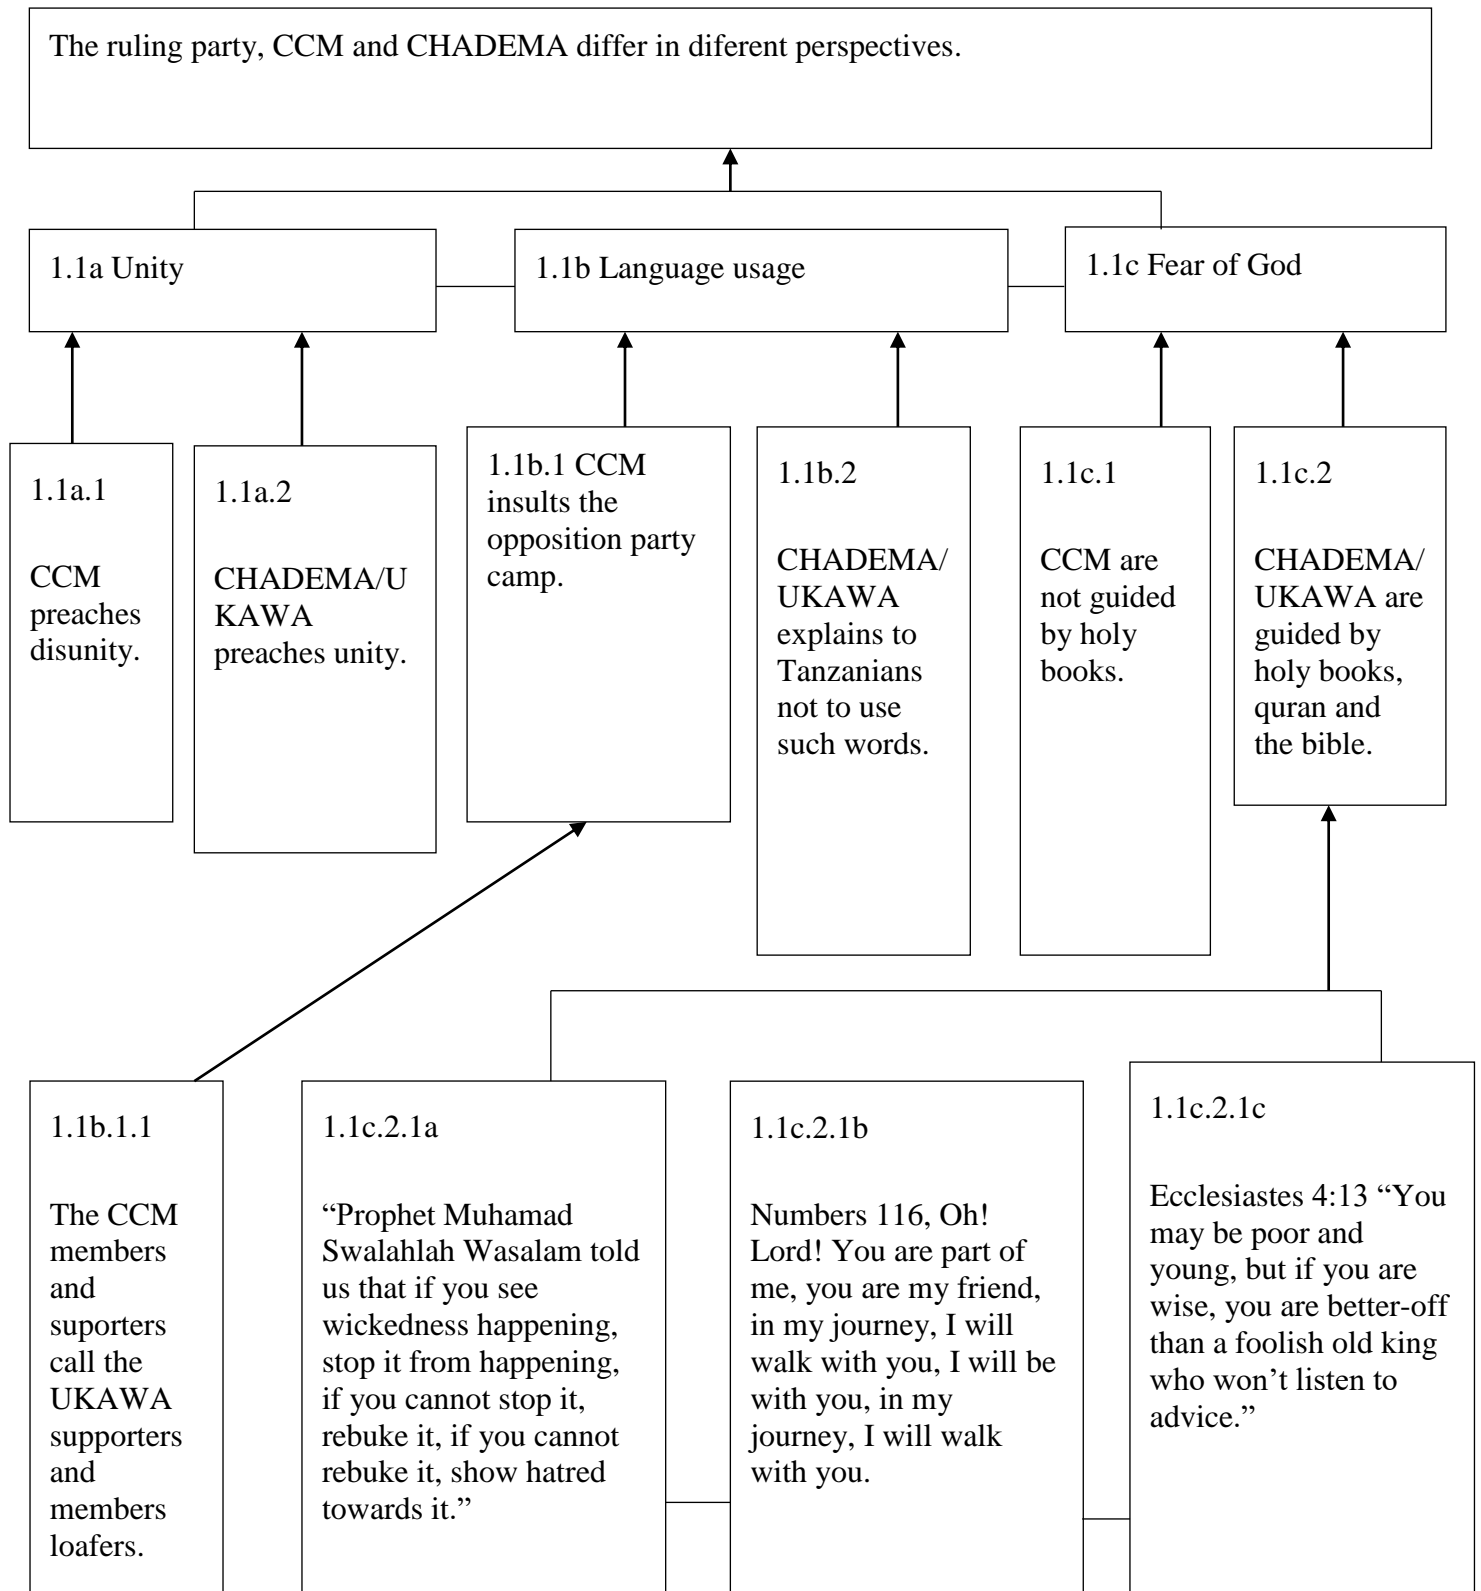 The ruling party, CCM and CHADEMA differ in diferent perspectives.
1.1a Unity
1.1b Language usage
1.1c Fear of God
1.1a.1
CCM
preaches
disunity.
1.1a.2
CHADEMA/U
KAWA
preaches unity.
1.1b.1 CCM
insults the
opposition party
camp.
1.1b.2
CHADEMA/
UKAWA
explains to
Tanzanians
not to use
such words.
1.1c.1
CCM are
not guided
by holy
books.
1.1c.2
CHADEMA/
UKAWA are
guided by
holy books,
quran and
the bible.
1.1b.1.1
The CCM
members
and
suporters
call the
UKAWA
supporters
and
members
loafers.
1.1c.2.1a
“Prophet Muhamad
Swalahlah Wasalam told
us that if you see
wickedness happening,
stop it from happening,
if you cannot stop it,
rebuke it, if you cannot
rebuke it, show hatred
towards it.”
1.1c.2.1b
Numbers 116, Oh!
Lord! You are part of
me, you are my friend,
in my journey, I will
walk with you, I will be
with you, in my
journey, I will walk
with you.
1.1c.2.1c
Ecclesiastes 4:13 “You
may be poor and
young, but if you are
wise, you are better-off
than a foolish old king
who won’t listen to
advice.”